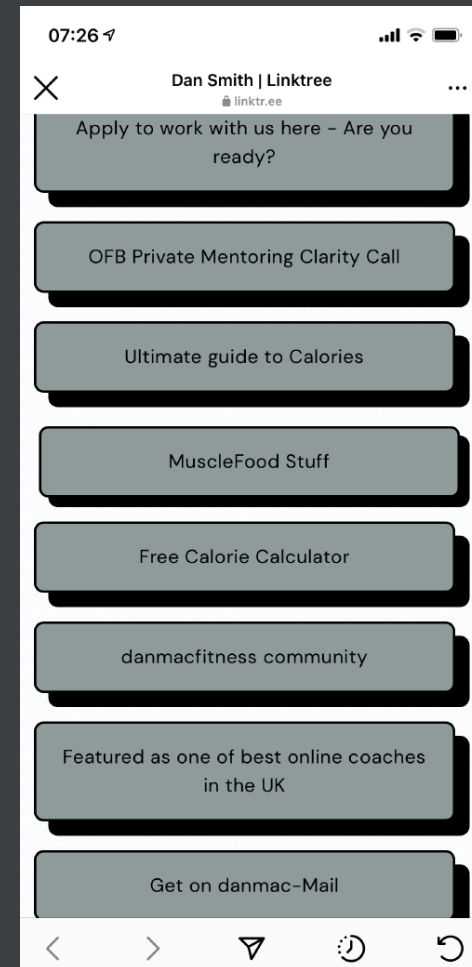 07:26
Dan Smith | Linktree
linktr.ee
Apply to work with us here - Are you
ready?
OFB Private Mentoring Clarity Call
Ultimate guide to Calories
MuscleFood Stuff
Free Calorie Calculator
danmacfitness community
Featured as one of best online coaches
in the UK
Get on danmac-Mail